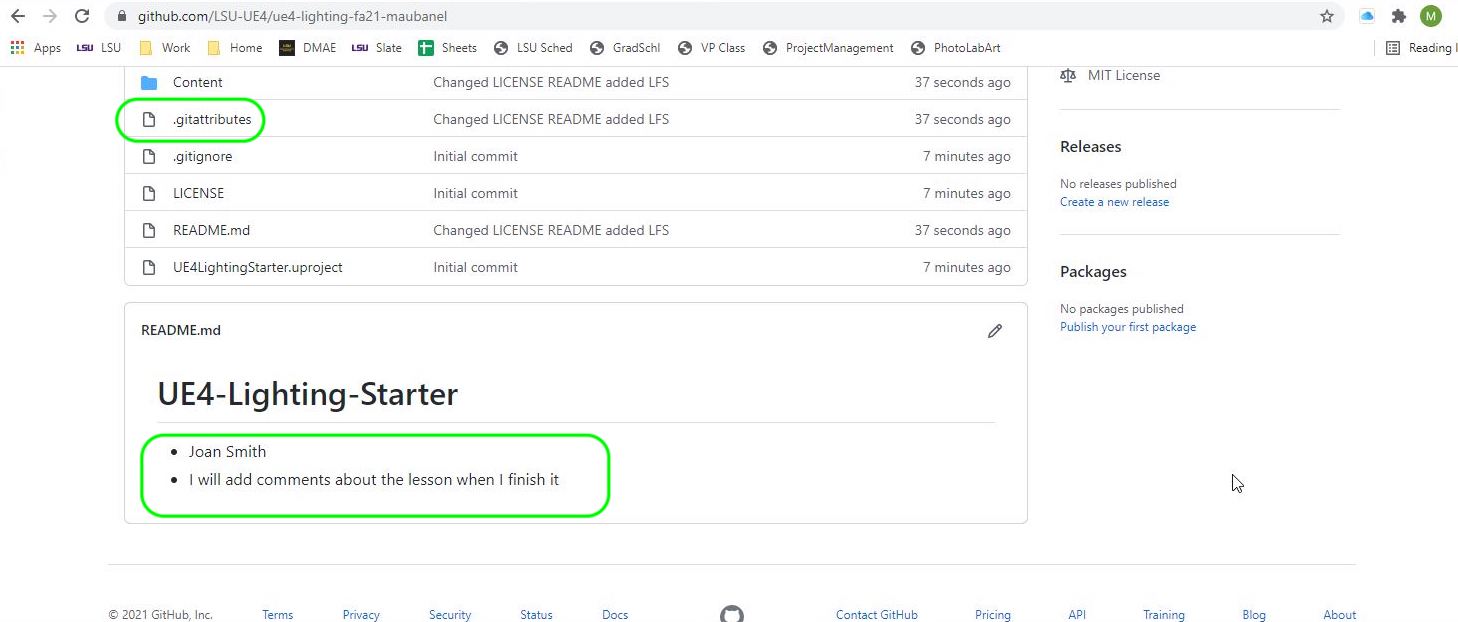 github.com/LSU-UE4/ue4-lighting-fa21-maubanel
M
Apps LSU LSU Work Home DMAE LSU Slate Sheets LSU Sched GradSchl VP Class ProjectManagement PhotoLabArt Reading
Content Changed LICENSE README added LFS 37 seconds ago
.gitattributes Changed LICENSE README added LFS 37 seconds ago
.gitignore Initial commit 7 minutes ago
LICENSE Initial commit 7 minutes ago
README.md Changed LICENSE README added LFS 37 seconds ago
UE4LightingStarter.uproject Initial commit 7 minutes ago
MIT License
Releases
No releases published
Create a new release
Packages
No packages published
Publish your first package
README.md
UE4-Lighting-Starter
Joan Smith
I will add comments about the lesson when I finish it
© 2021 GitHub, Inc. Terms Privacy Security Status Docs Contact GitHub Pricing API Training Blog About